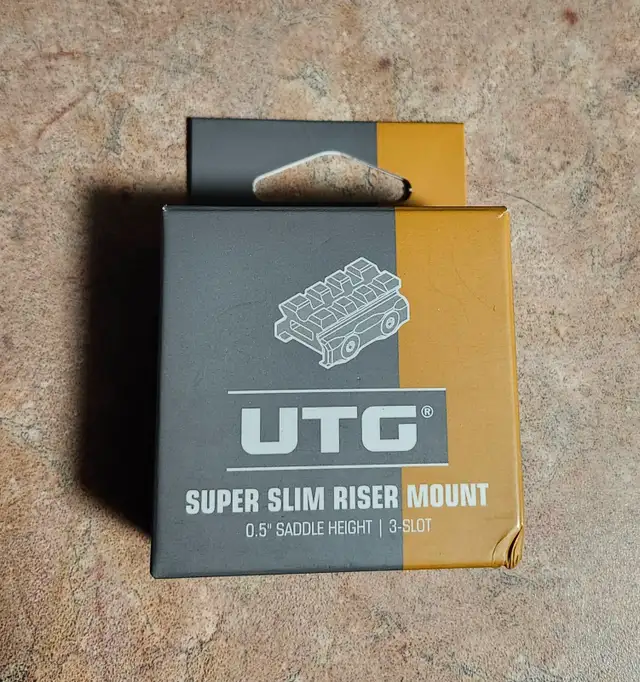 UTG®
SUPER SLIM RISER MOUNT
0.5" SADDLE HEIGHT | 3-SLOT